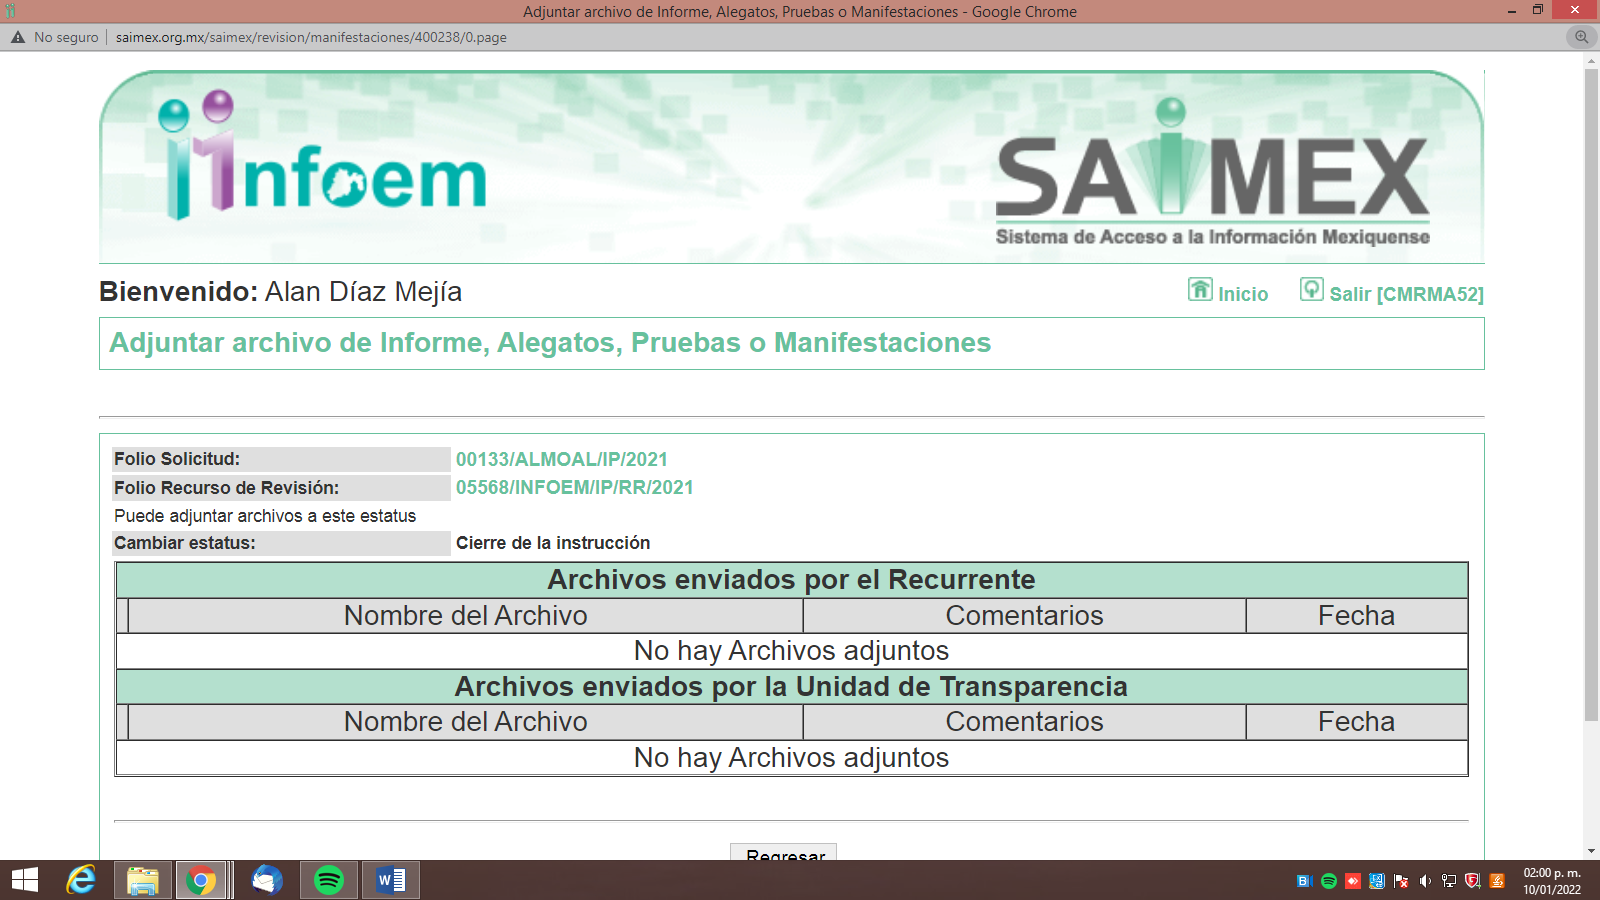 Adjuntar archivo de Informe, Alegatos, Pruebas o Manifestaciones - Google Chrome
No seguro | saimex.org.mx/saimex/revision/manifestaciones/400238/0.page
infoem
SAIMEX
Sistema de Acceso a la Información Mexiquense
Bienvenido: Alan Díaz Mejía
Inicio
Salir [CMRMA52]
Adjuntar archivo de Informe, Alegatos, Pruebas o Manifestaciones
Folio Solicitud: 00133/ALMOAL/IP/2021
Folio Recurso de Revisión: 05568/INFOEM/IP/RR/2021
Puede adjuntar archivos a este estatus
Cambiar estatus: Cierre de la instrucción
Archivos enviados por el Recurrente
Nombre del Archivo Comentarios Fecha
No hay Archivos adjuntos
Archivos enviados por la Unidad de Transparencia
Nombre del Archivo Comentarios Fecha
No hay Archivos adjuntos
Regresar
02:00 p. m.
10/01/2022